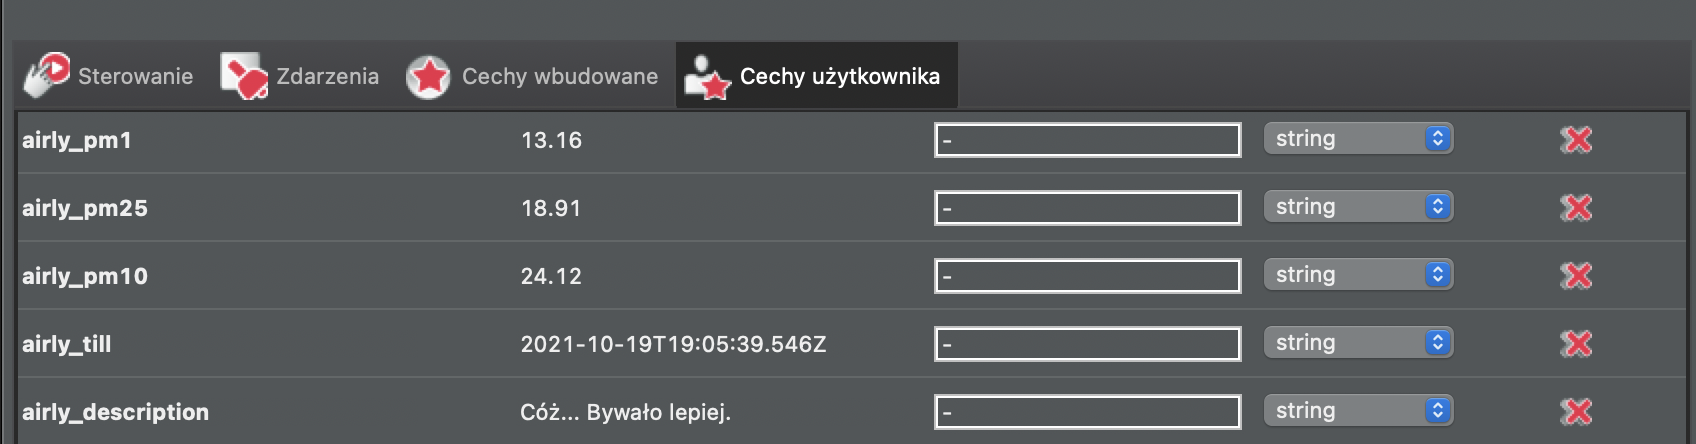 Sterowanie Zdarzenia Cechy wbudowane Cechy użytkownika
airly_pm1 13.16 - string
airly_pm25 18.91 - string
airly_pm10 24.12 - string
airly_till 2021-10-19T19:05:39.546Z - string
airly_description Cóż... Bywało lepiej. - string